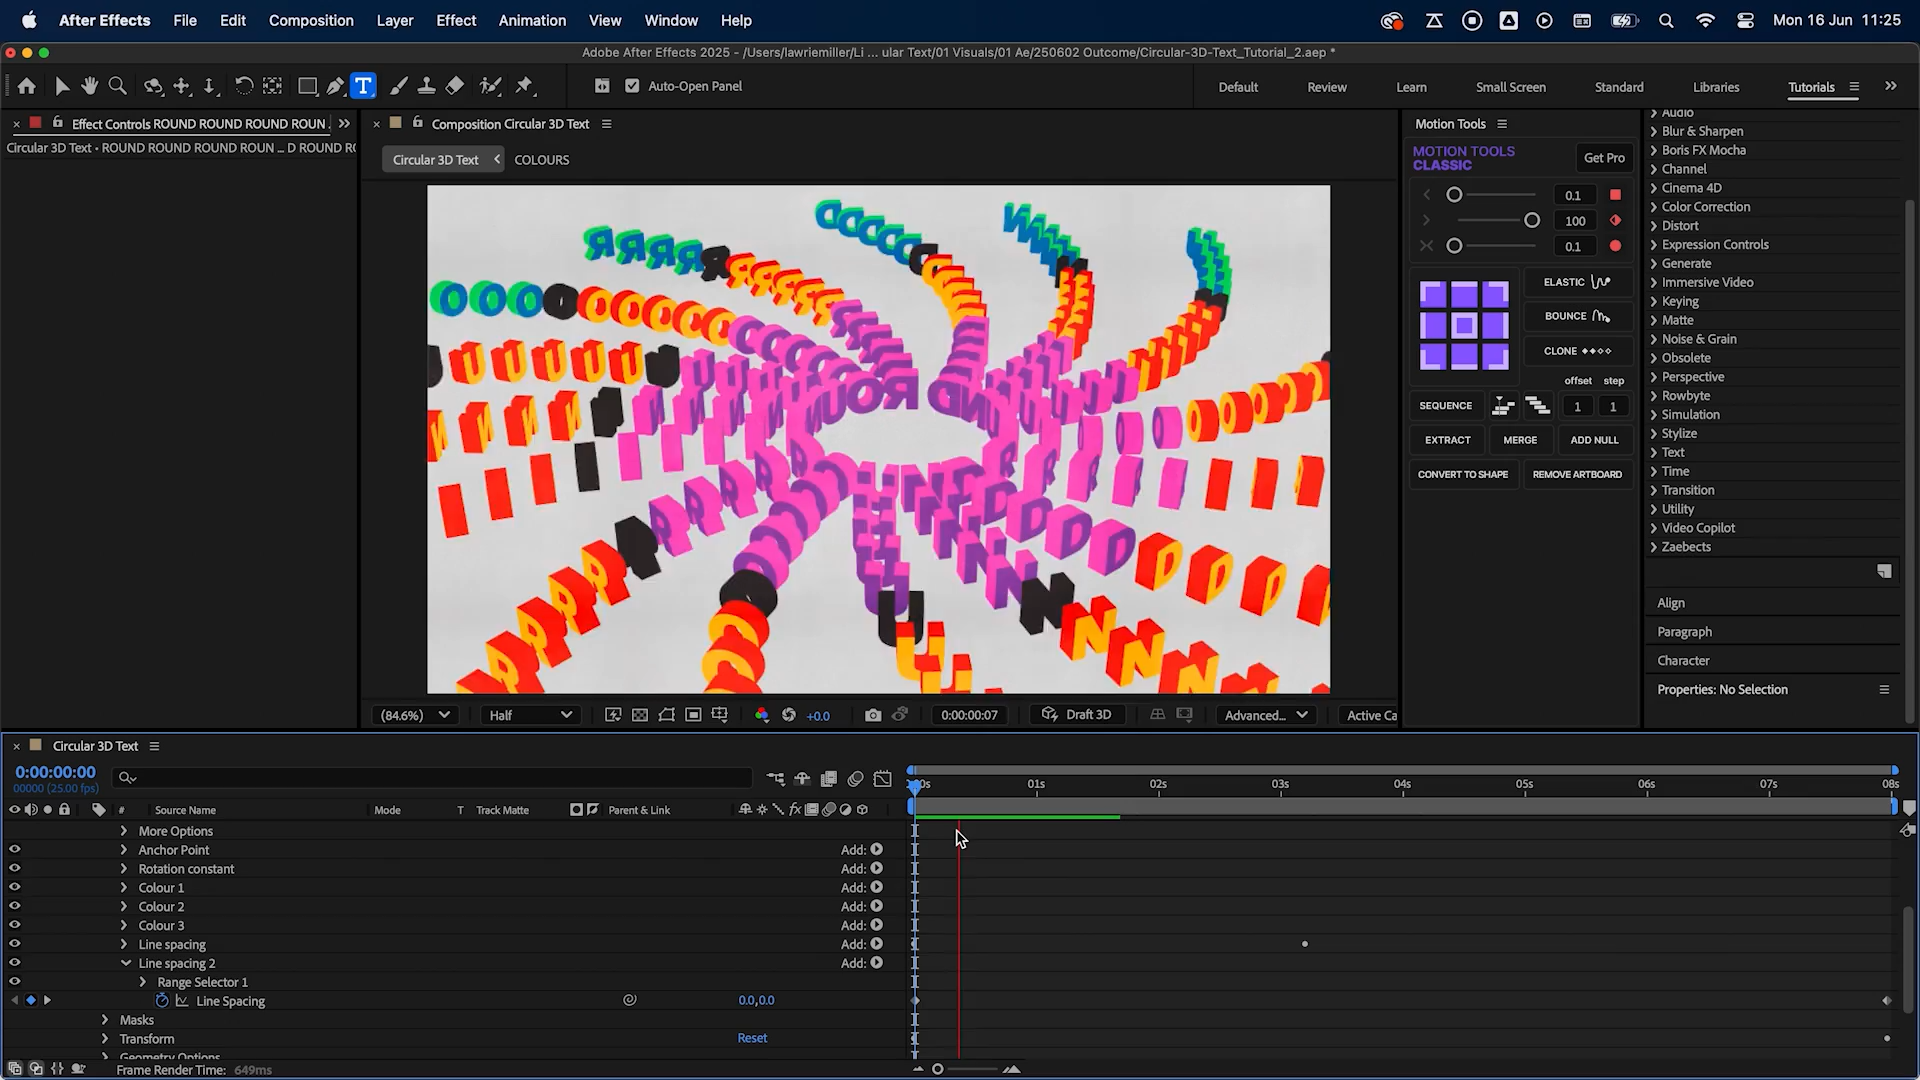 After Effects File Edit Composition Layer Effect Animation View Window Help Mon 16 Jun 11:25
Adobe After Effects 2025 - /Users/lawriemiller/Li ... ular Text/01 Visuals/01 Ae/250602 Outcome/Circular-3D-Text_Tutorial_2.aep *
T Auto-Open Panel Default Review Learn Small Screen Standard Libraries Tutorials
Effect Controls ROUND ROUND ROUND ROUN
Circular 3D Text • ROUND ROUND ROUND ROUN ... D ROUND RO
Composition Circular 3D Text
Circular 3D Text COLOURS
Motion Tools
MOTION TOOLS
CLASSIC
Get Pro
0.1
100
0.1
ELASTIC
BOUNCE
CLONE
offset step
SEQUENCE 1 1
EXTRACT MERGE ADD NULL
CONVERT TO SHAPE REMOVE ARTBOARD
Audio
Blur & Sharpen
Boris FX Mocha
Channel
Cinema 4D
Color Correction
Distort
Expression Controls
Generate
Immersive Video
Keying
Matte
Noise & Grain
Obsolete
Perspective
Rowbyte
Simulation
Stylize
Text
Time
Transition
Utility
Video Copilot
Zaebects
Align
Paragraph
Character
Properties: No Selection
(84.6%) Half +0.0 0:00:00:07 Draft 3D Advanced... Active Ca
Circular 3D Text
0:00:00:00
00000 (25.00 fps)
# Source Name Mode T Track Matte Parent & Link
00s 01s 02s 03s 04s 05s 06s 07s 08s
More Options
Anchor Point Add:
Rotation constant Add:
Colour 1 Add:
Colour 2 Add:
Colour 3 Add:
Line spacing Add:
Line spacing 2 Add:
Range Selector 1
Line Spacing 0.0,0.0
Masks
Transform Reset
Geometry Options
Frame Render Time: 649ms